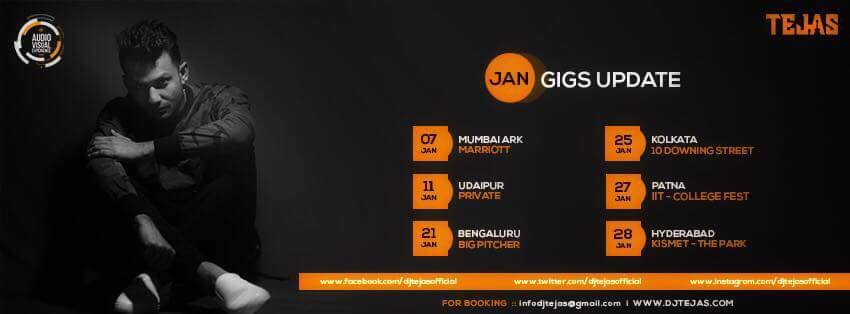 AUDIO
VISUAL
EXPERIENCE
TEJAS
JAN GIGS UPDATE
07 JAN
MUMBAI ARK
MARRIOTT
11 JAN
UDAIPUR
PRIVATE
21 JAN
BENGALURU
BIG PITCHER
25 JAN
KOLKATA
10 DOWNING STREET
27 JAN
PATNA
IIT - COLLEGE FEST
28 JAN
HYDERABAD
KISMET - THE PARK
www.facebook.com/djtejasofficial www.twitter.com/djtejasofficial www.instagram.com/djtejasofficial
FOR BOOKING :: infodjtejas@gmail.com | WWW.DJTEJAS.COM